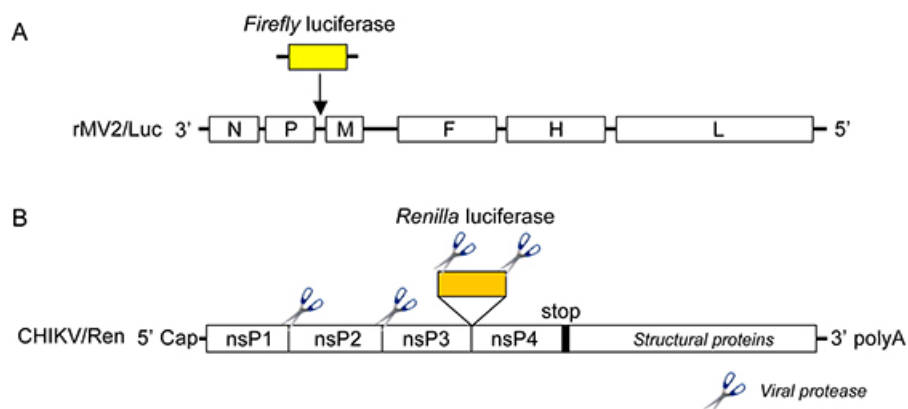 A
Firefly luciferase
rMV2/Luc 3’ N P M F H L 5’
B
Renilla luciferase
stop
CHIKV/Ren 5’ Cap nsP1 nsP2 nsP3 nsP4 Structural proteins 3’ polyA
Viral protease